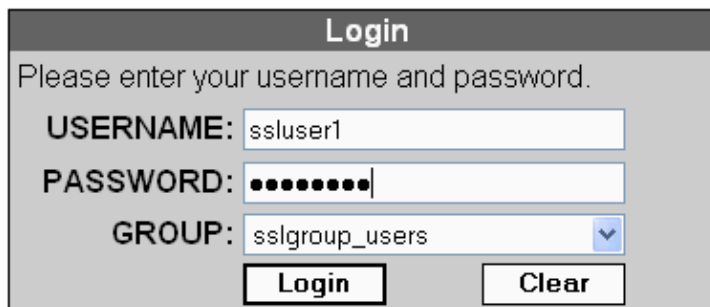 Login
Please enter your username and password.
USERNAME: ssluser1
PASSWORD: ●●●●●●●●
GROUP: sslgroup_users
Login Clear